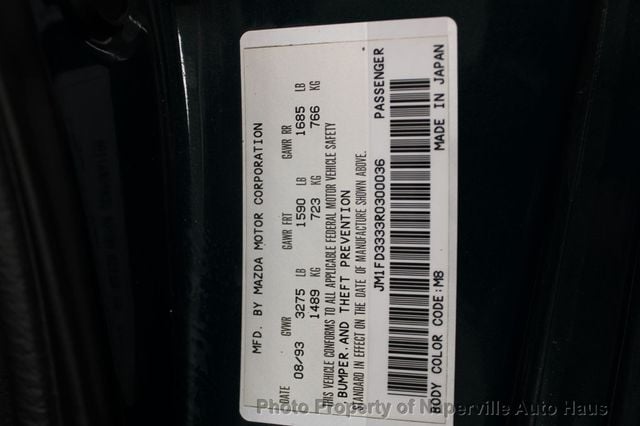 MFD. BY MAZDA MOTOR CORPORATION
DATE GVWR LB KG GAWR FRT LB KG GAWR RR LB KG
08/93 3275 1489 1590 723 1685 766
THIS VEHICLE CONFORMS TO ALL APPLICABLE FEDERAL MOTOR VEHICLE SAFETY
BUMPER, AND THEFT PREVENTION
STANDARD IN EFFECT ON THE DATE OF MANUFACTURE SHOWN ABOVE.
JM1FD3333R0300036 PASSENGER
BODY COLOR CODE:M8 MADE IN JAPAN
Photo Property of Naperville Auto Haus